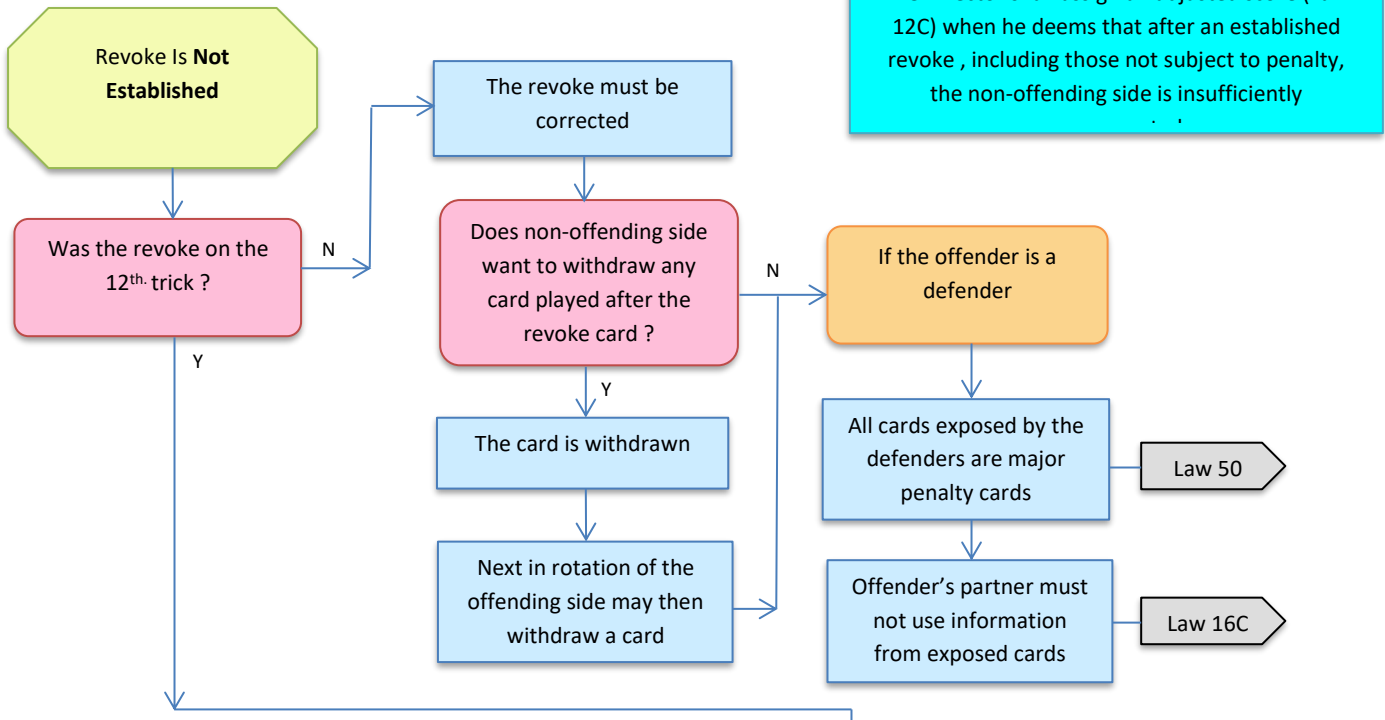 Revoke Is Not
Established
12C) when he deems that after an established
revoke , including those not subject to penalty,
the non-offending side is insufficiently
The revoke must be
corrected
Was the revoke on the
12th. trick ?
N
Y
Does non-offending side
want to withdraw any
card played after the
revoke card ?
N
Y
If the offender is a
defender
The card is withdrawn
All cards exposed by the
defenders are major
penalty cards
Law 50
Next in rotation of the
offending side may then
withdraw a card
Offender’s partner must
not use information
from exposed cards
Law 16C